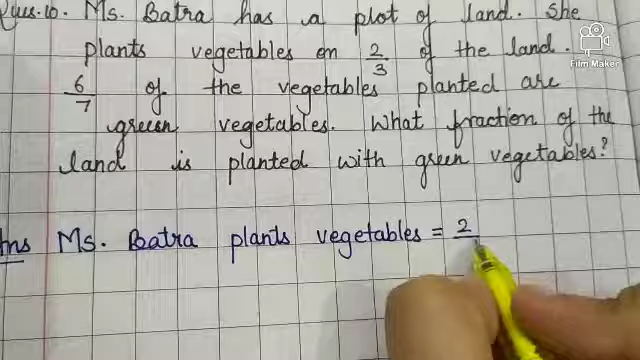 Ques.10. Ms. Batra has a plot of land. She
plants vegetables on 2/3 of the land.
6/7 of the vegetables planted are
green vegetables. What fraction of the
land is planted with green vegetables?
Ans Ms. Batra plants vegetables = 2/
Film Maker